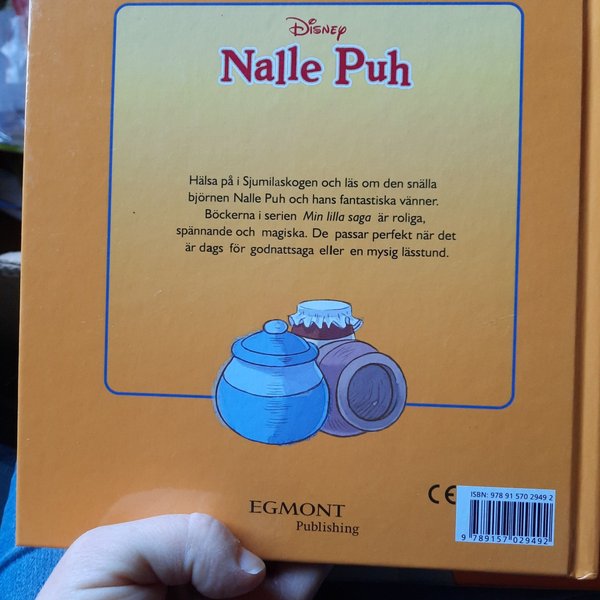 Disney
Nalle Puh
Hälsa på i Sjumilaskogen och läs om den snälla
björnen Nalle Puh och hans fantastiska vänner.
Böckerna i serien Min lilla saga är roliga,
spännande och magiska. De passar perfekt när det
är dags för godnattsaga eller en mysig lässtund.
EGMONT
Publishing
CE
ISBN: 978 91 570 2949 2
9 789157 029492